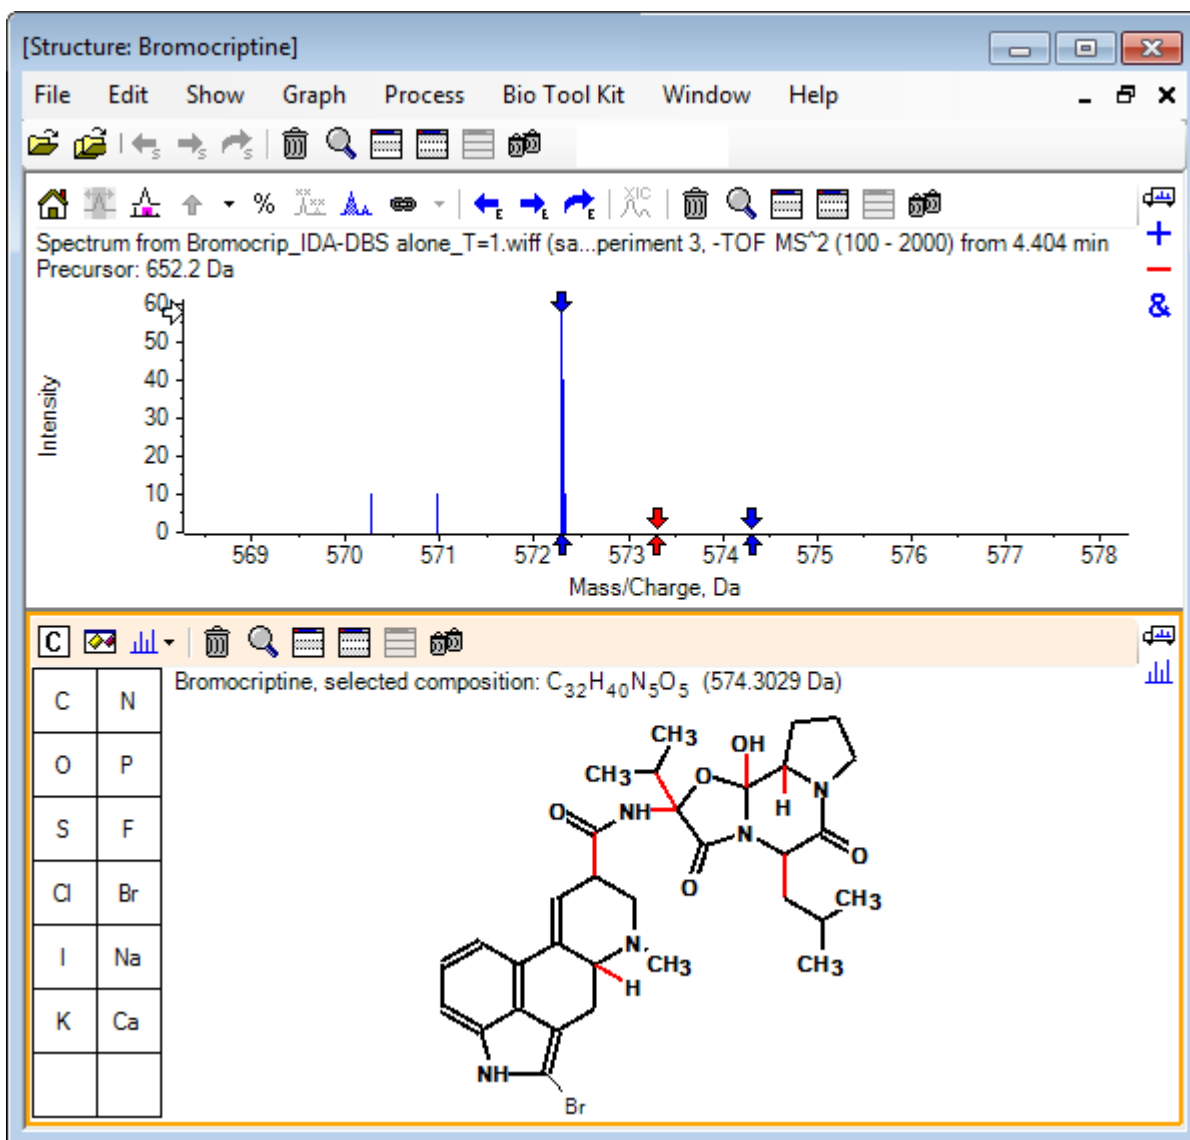 [Structure: Bromocriptine]
File Edit Show Graph Process Bio Tool Kit Window Help
% XIC
Spectrum from Bromocrip_IDA-DBS alone_T=1.wiff (sa...periment 3, -TOF MS^2 (100 - 2000) from 4.404 min
Precursor: 652.2 Da
+
−
&
60
50
40
30
20
10
0
Intensity
569 570 571 572 573 574 575 576 577 578
Mass/Charge, Da
C
Bromocriptine, selected composition: C32H40N5O5 (574.3029 Da)
C N
O P
S F
Cl Br
I Na
K Ca
CH3 OH
CH3 O
O NH H N
N O
O
CH3
N CH3
CH3
H
NH
Br